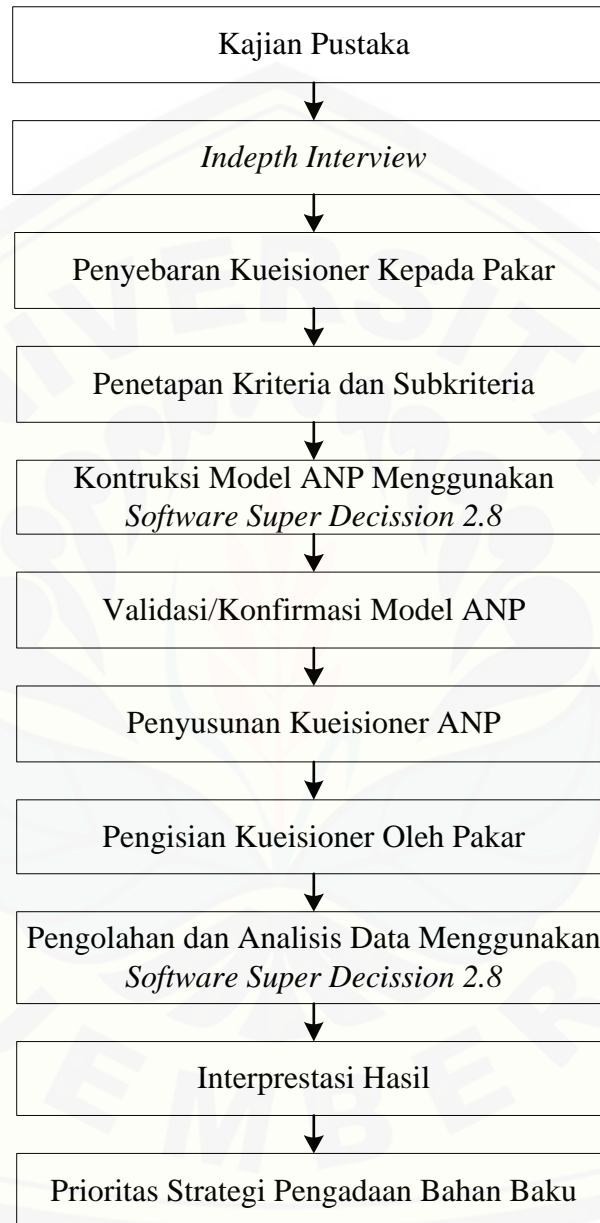 Kajian Pustaka
Indepth Interview
Penyebaran Kueisioner Kepada Pakar
Penetapan Kriteria dan Subkriteria
Kontruksi Model ANP Menggunakan
Software Super Decission 2.8
Validasi/Konfirmasi Model ANP
Penyusunan Kueisioner ANP
Pengisian Kueisioner Oleh Pakar
Pengolahan dan Analisis Data Menggunakan
Software Super Decission 2.8
Interprestasi Hasil
Prioritas Strategi Pengadaan Bahan Baku
UNIVERSITA
JEMBER